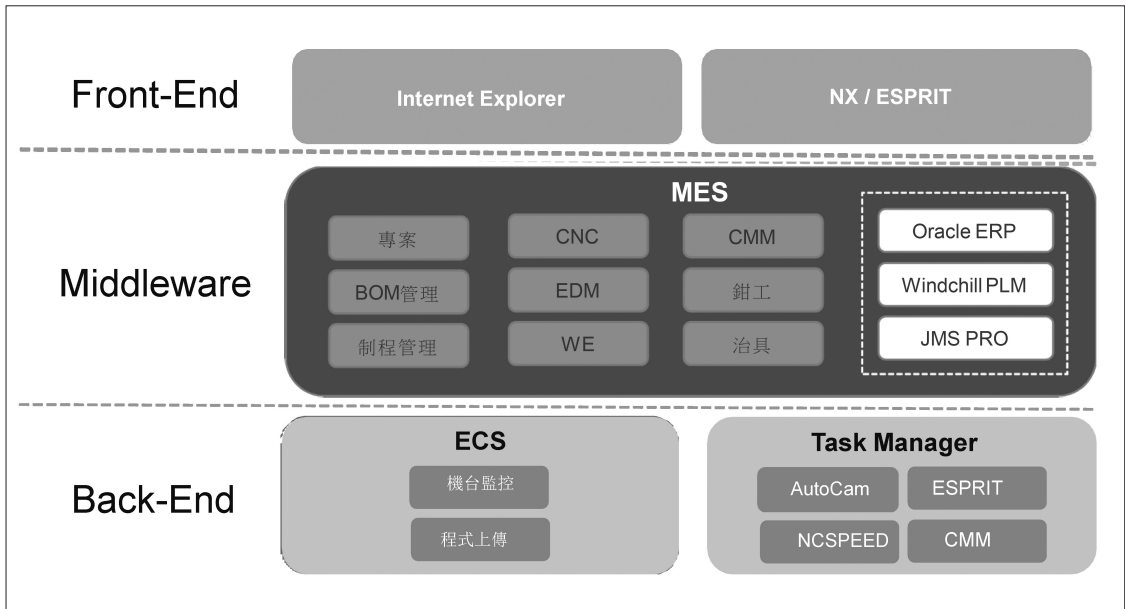 Front-End
Internet Explorer
NX / ESPRIT
Middleware
MES
專案
CNC
CMM
Oracle ERP
BOM管理
EDM
鉗工
Windchill PLM
制程管理
WE
治具
JMS PRO
Back-End
ECS
機台監控
程式上傳
Task Manager
AutoCam
ESPRIT
NCSPEED
CMM